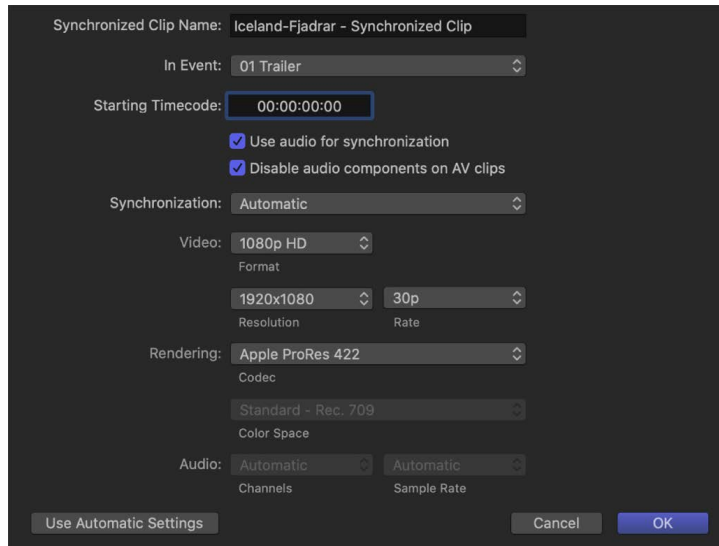 Synchronized Clip Name: Iceland-Fjadrar - Synchronized Clip
In Event: 01 Trailer
Starting Timecode: 00:00:00:00
Use audio for synchronization
Disable audio components on AV clips
Synchronization: Automatic
Video: 1080p HD
Format
1920x1080 30p
Resolution Rate
Rendering: Apple ProRes 422
Codec
Standard - Rec. 709
Color Space
Audio: Automatic Automatic
Channels Sample Rate
Use Automatic Settings Cancel OK